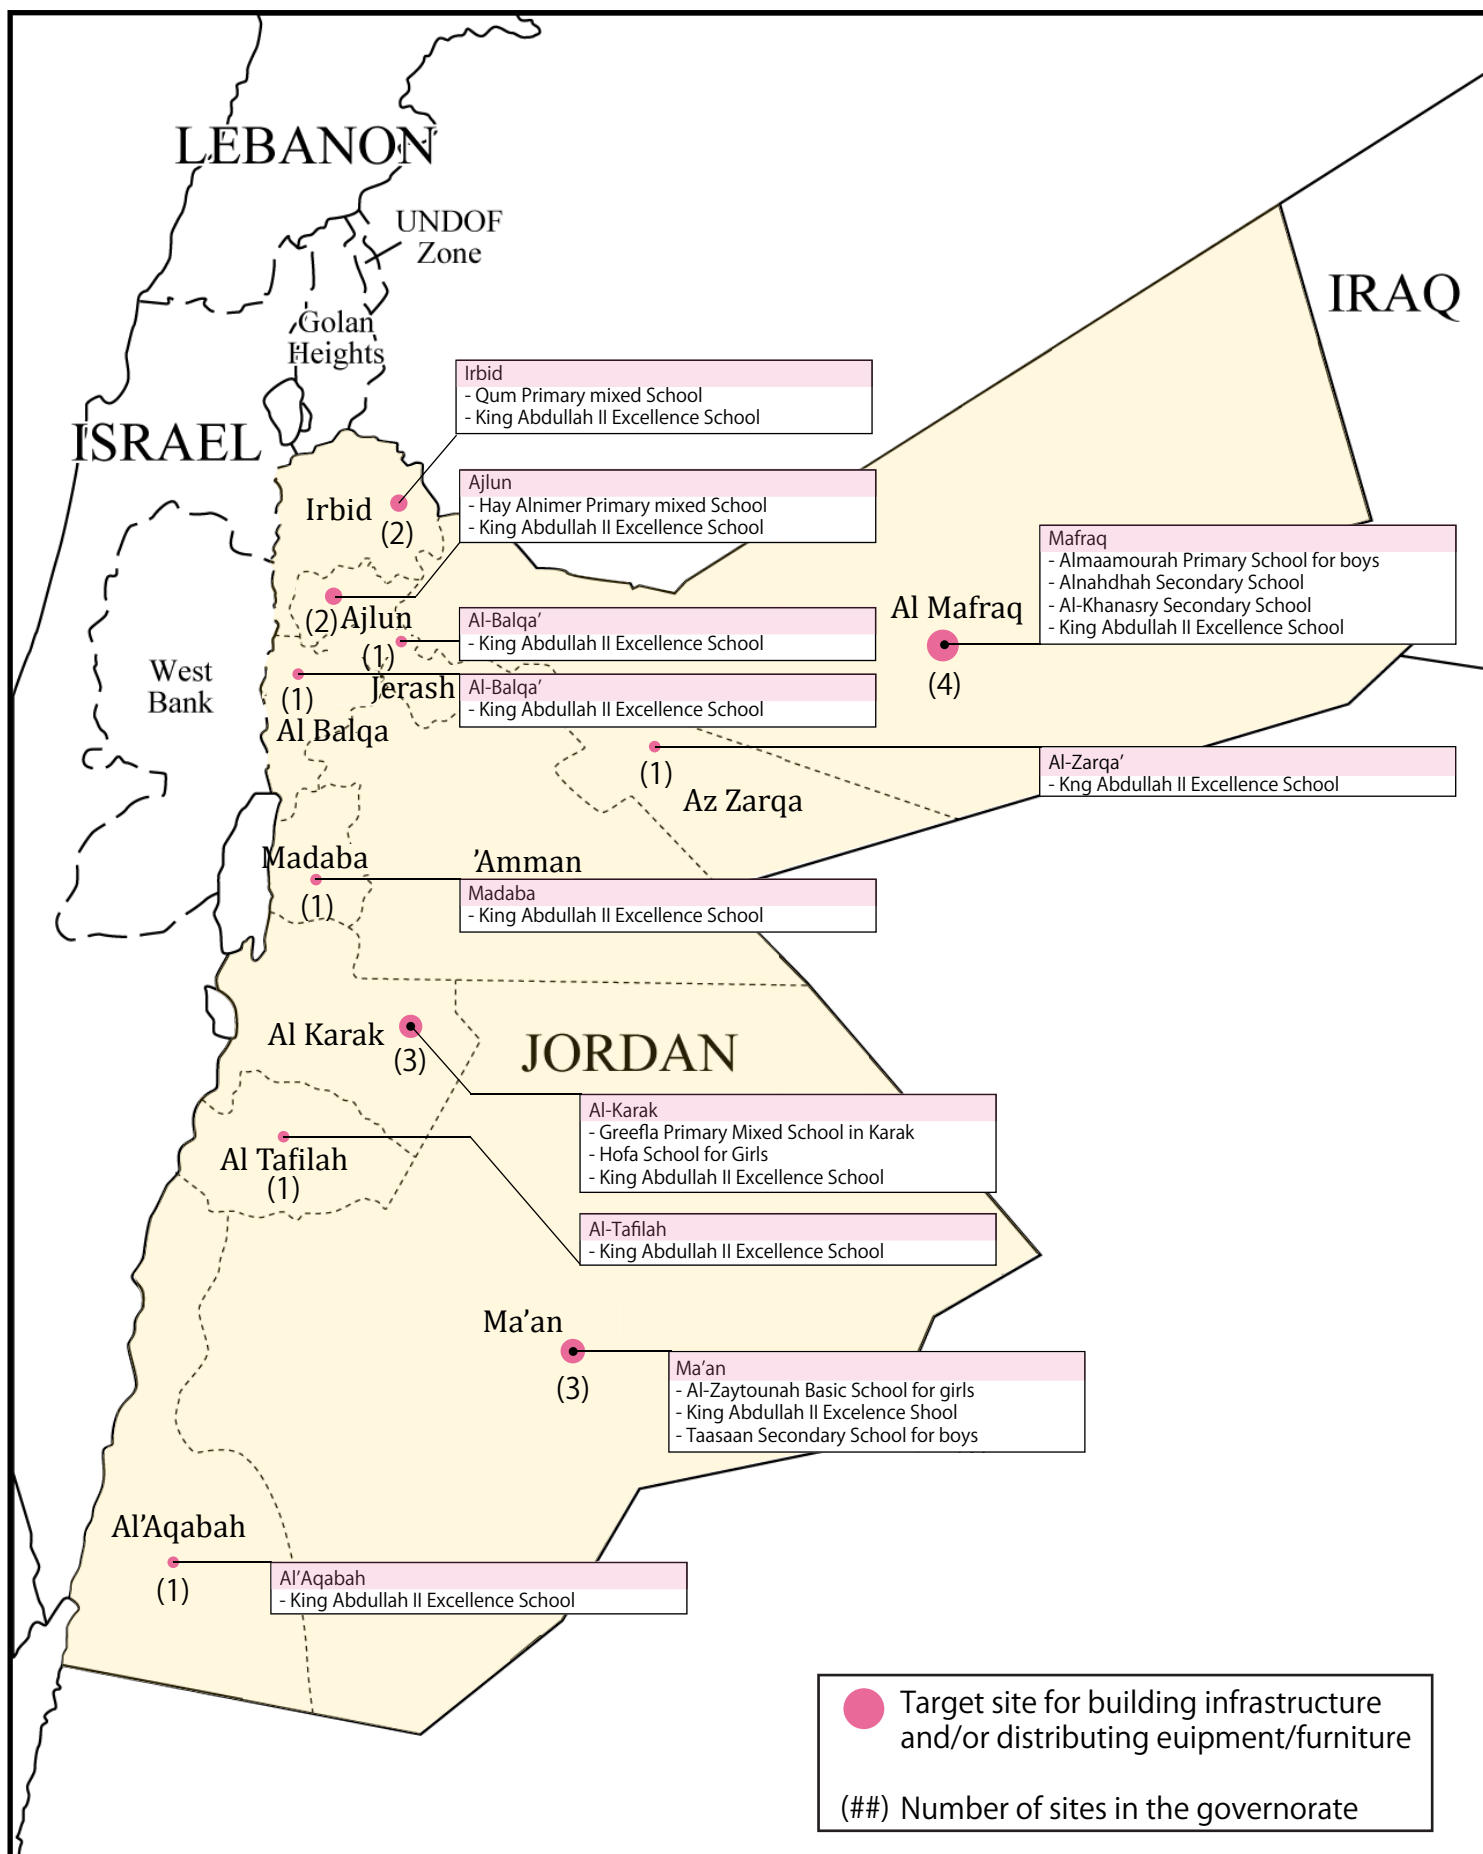 LEBANON
UNDOF
Zone
IRAQ
Golan
Heights
ISRAEL
Irbid
- Qum Primary mixed School
- King Abdullah II Excellence School
Irbid
(2)
Ajlun
- Hay Alnimer Primary mixed School
- King Abdullah II Excellence School
(2)
Ajlun
Mafraq
- Almaamourah Primary School for boys
- Alnahdhah Secondary School
- Al-Khanasry Secondary School
- King Abdullah II Excellence School
Al Mafraq
(4)
Al-Balqa'
- King Abdullah II Excellence School
(1)
Jerash
West
Bank
(1)
Al Balqa
Al-Balqa'
- King Abdullah II Excellence School
(1)
Az Zarqa
Al-Zarqa'
- Kng Abdullah II Excellence School
Madaba
(1)
'Amman
Madaba
- King Abdullah II Excellence School
Al Karak
(3)
JORDAN
Al-Karak
- Greefla Primary Mixed School in Karak
- Hofa School for Girls
- King Abdullah II Excellence School
Al Tafilah
(1)
Al-Tafilah
- King Abdullah II Excellence School
Ma'an
(3)
Ma'an
- Al-Zaytounah Basic School for girls
- King Abdullah II Excelence Shool
- Taasaan Secondary School for boys
Al'Aqabah
(1)
Al'Aqabah
- King Abdullah II Excellence School
Target site for building infrastructure
and/or distributing euipment/furniture
(##) Number of sites in the governorate